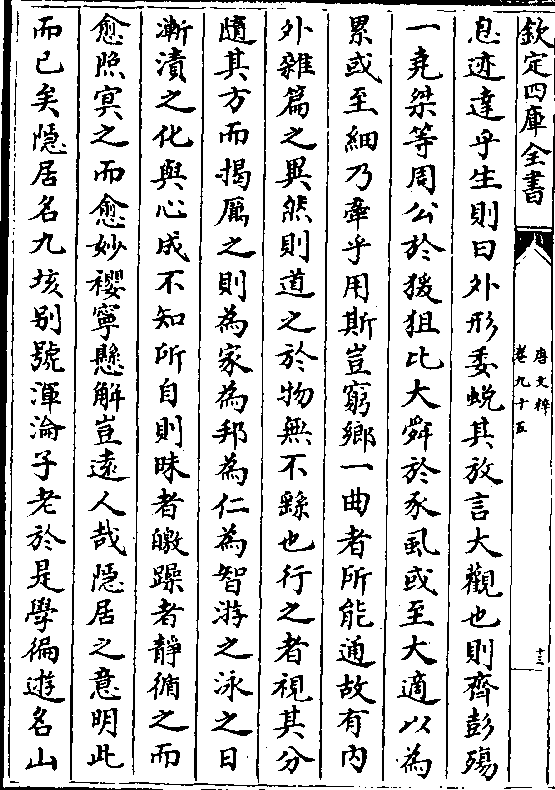 欽定四庫全書
唐文粹
卷九十五
十三
息迹達乎生則曰外形委蛻其放言大觀也則齊彭殤
一堯桀等周公於猨狙比大舜於豕虱或至大適以為
累或至細乃牽乎用斯豈窮鄉一曲者所能通故有内
外雜篇之異然則道之於物無不繇也行之者視其分
隨其方而揭厲之則為家為邦為仁為智游之泳之日
漸漬之化與心成不知所自則昧者皦躁者靜循之而
愈照㝠之而愈妙攖寧懸解豈遠人哉隱居之意明此
而已矣隱居名九垓别號渾淪子老於是學徧遊名山